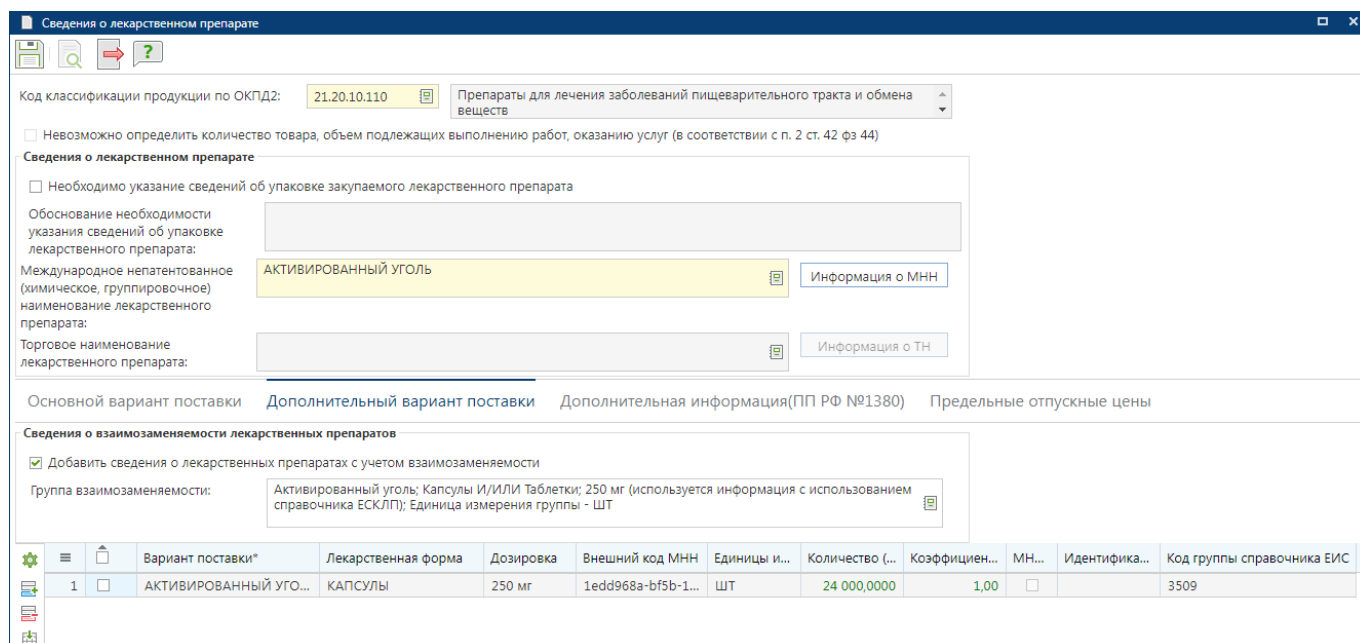 Сведения о лекарственном препарате
?
Код классификации продукции по ОКПД2: 21.20.10.110 Препараты для лечения заболеваний пищеварительного тракта и обмена
веществ
Невозможно определить количество товара, объем подлежащих выполнению работ, оказанию услуг (в соответствии с п. 2 ст. 42 фз 44)
Сведения о лекарственном препарате
Необходимо указание сведений об упаковке закупаемого лекарственного препарата
Обоснование необходимости
указания сведений об упаковке
лекарственного препарата:
Международное непатентованное
(химическое, группировочное)
наименование лекарственного
препарата:
АКТИВИРОВАННЫЙ УГОЛЬ
Информация о МНН
Торговое наименование
лекарственного препарата:
Информация о ТН
Основной вариант поставки Дополнительный вариант поставки Дополнительная информация(ПП РФ №1380) Предельные отпускные цены
Сведения о взаимозаменяемости лекарственных препаратов
Добавить сведения о лекарственных препаратах с учетом взаимозаменяемости
Группа взаимозаменяемости: Активированный уголь; Капсулы И/ИЛИ Таблетки; 250 мг (используется информация с использованием
справочника ЕСКЛП); Единица измерения группы - ШТ
Вариант поставки* Лекарственная форма Дозировка Внешний код МНН Единицы и... Количество (... Коэффициен... МН... Идентифика... Код группы справочника ЕИС
1 АКТИВИРОВАННЫЙ УГО... КАПСУЛЫ 250 мг 1edd968a-bf5b-1... ШТ 24 000,0000 1,00 3509